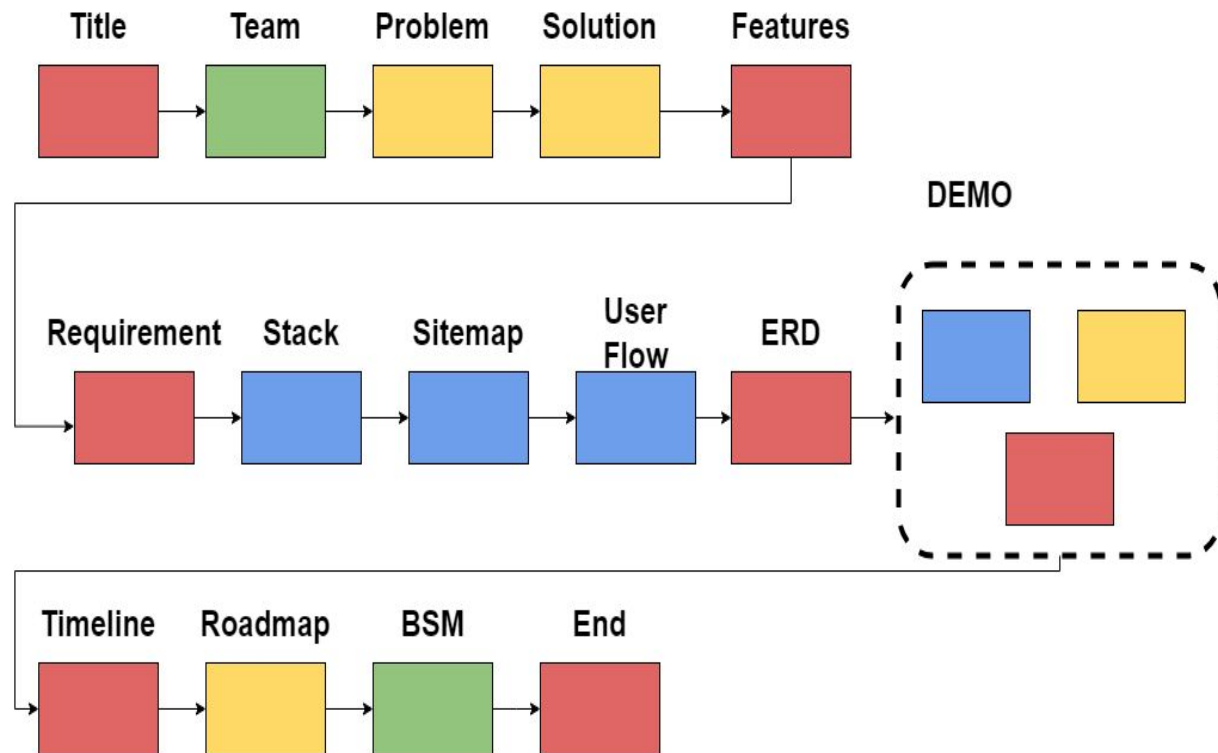 Title
Team
Problem
Solution
Features
DEMO
Requirement
Stack
Sitemap
User
Flow
ERD
Timeline
Roadmap
BSM
End